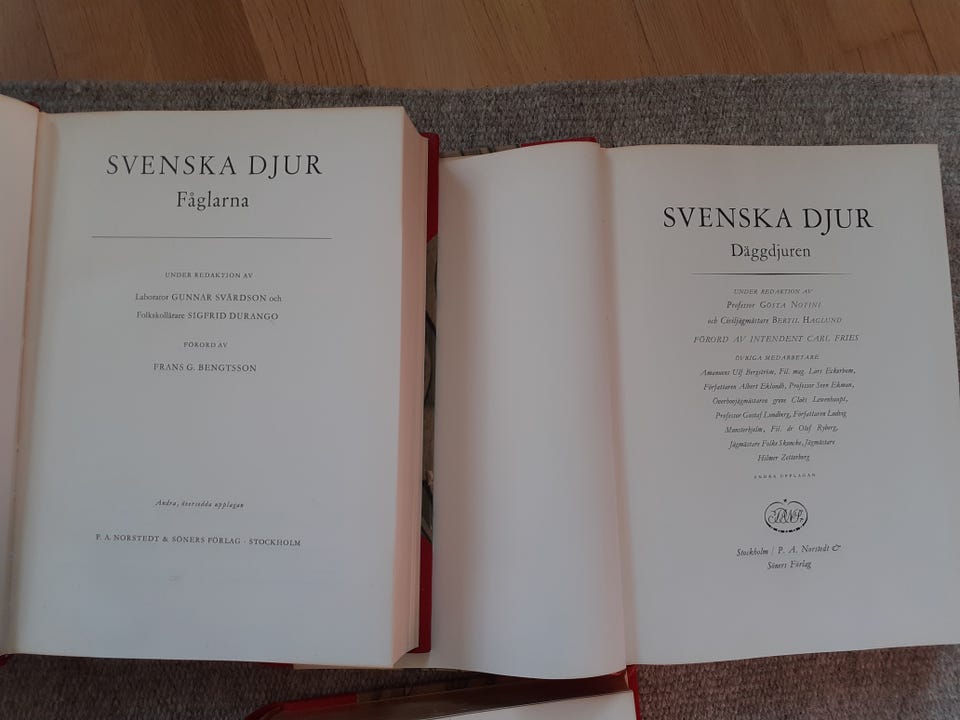 SVENSKA DJUR
Fåglarna
UNDER REDAKTION AV
Laborator GUNNAR SVÄRDSON och
Folkskollärare SIGFRID DURANGO
FÖRORD AV
FRANS G. BENGTSSON
Andra, översedda upplagan
P. A. NORSTEDT & SÖNERS FÖRLAG · STOCKHOLM
SVENSKA DJUR
Däggdjuren
UNDER REDAKTION AV
Professor GÖSTA NOTINI
och Civiljägmästare BERTIL HAGLUND
FÖRORD AV INTENDENT CARL FRIES
ÖVRIGA MEDARBETARE
Amanuens Ulf Bergström, Fil. mag. Lars Eckerbom,
Författaren Albert Eklundh, Professor Sven Ekman,
Överhovjägmästaren greve Claës Lewenhaupt,
Professor Gustaf Lundberg, Författaren Ludvig
Munsterhjelm, Fil. dr Olof Ryberg,
Jägmästare Folke Skuncke, Jägmästare
Hilmer Zetterberg
ANDRA UPPLAGAN
Stockholm / P. A. Norstedt &
Söners Förlag